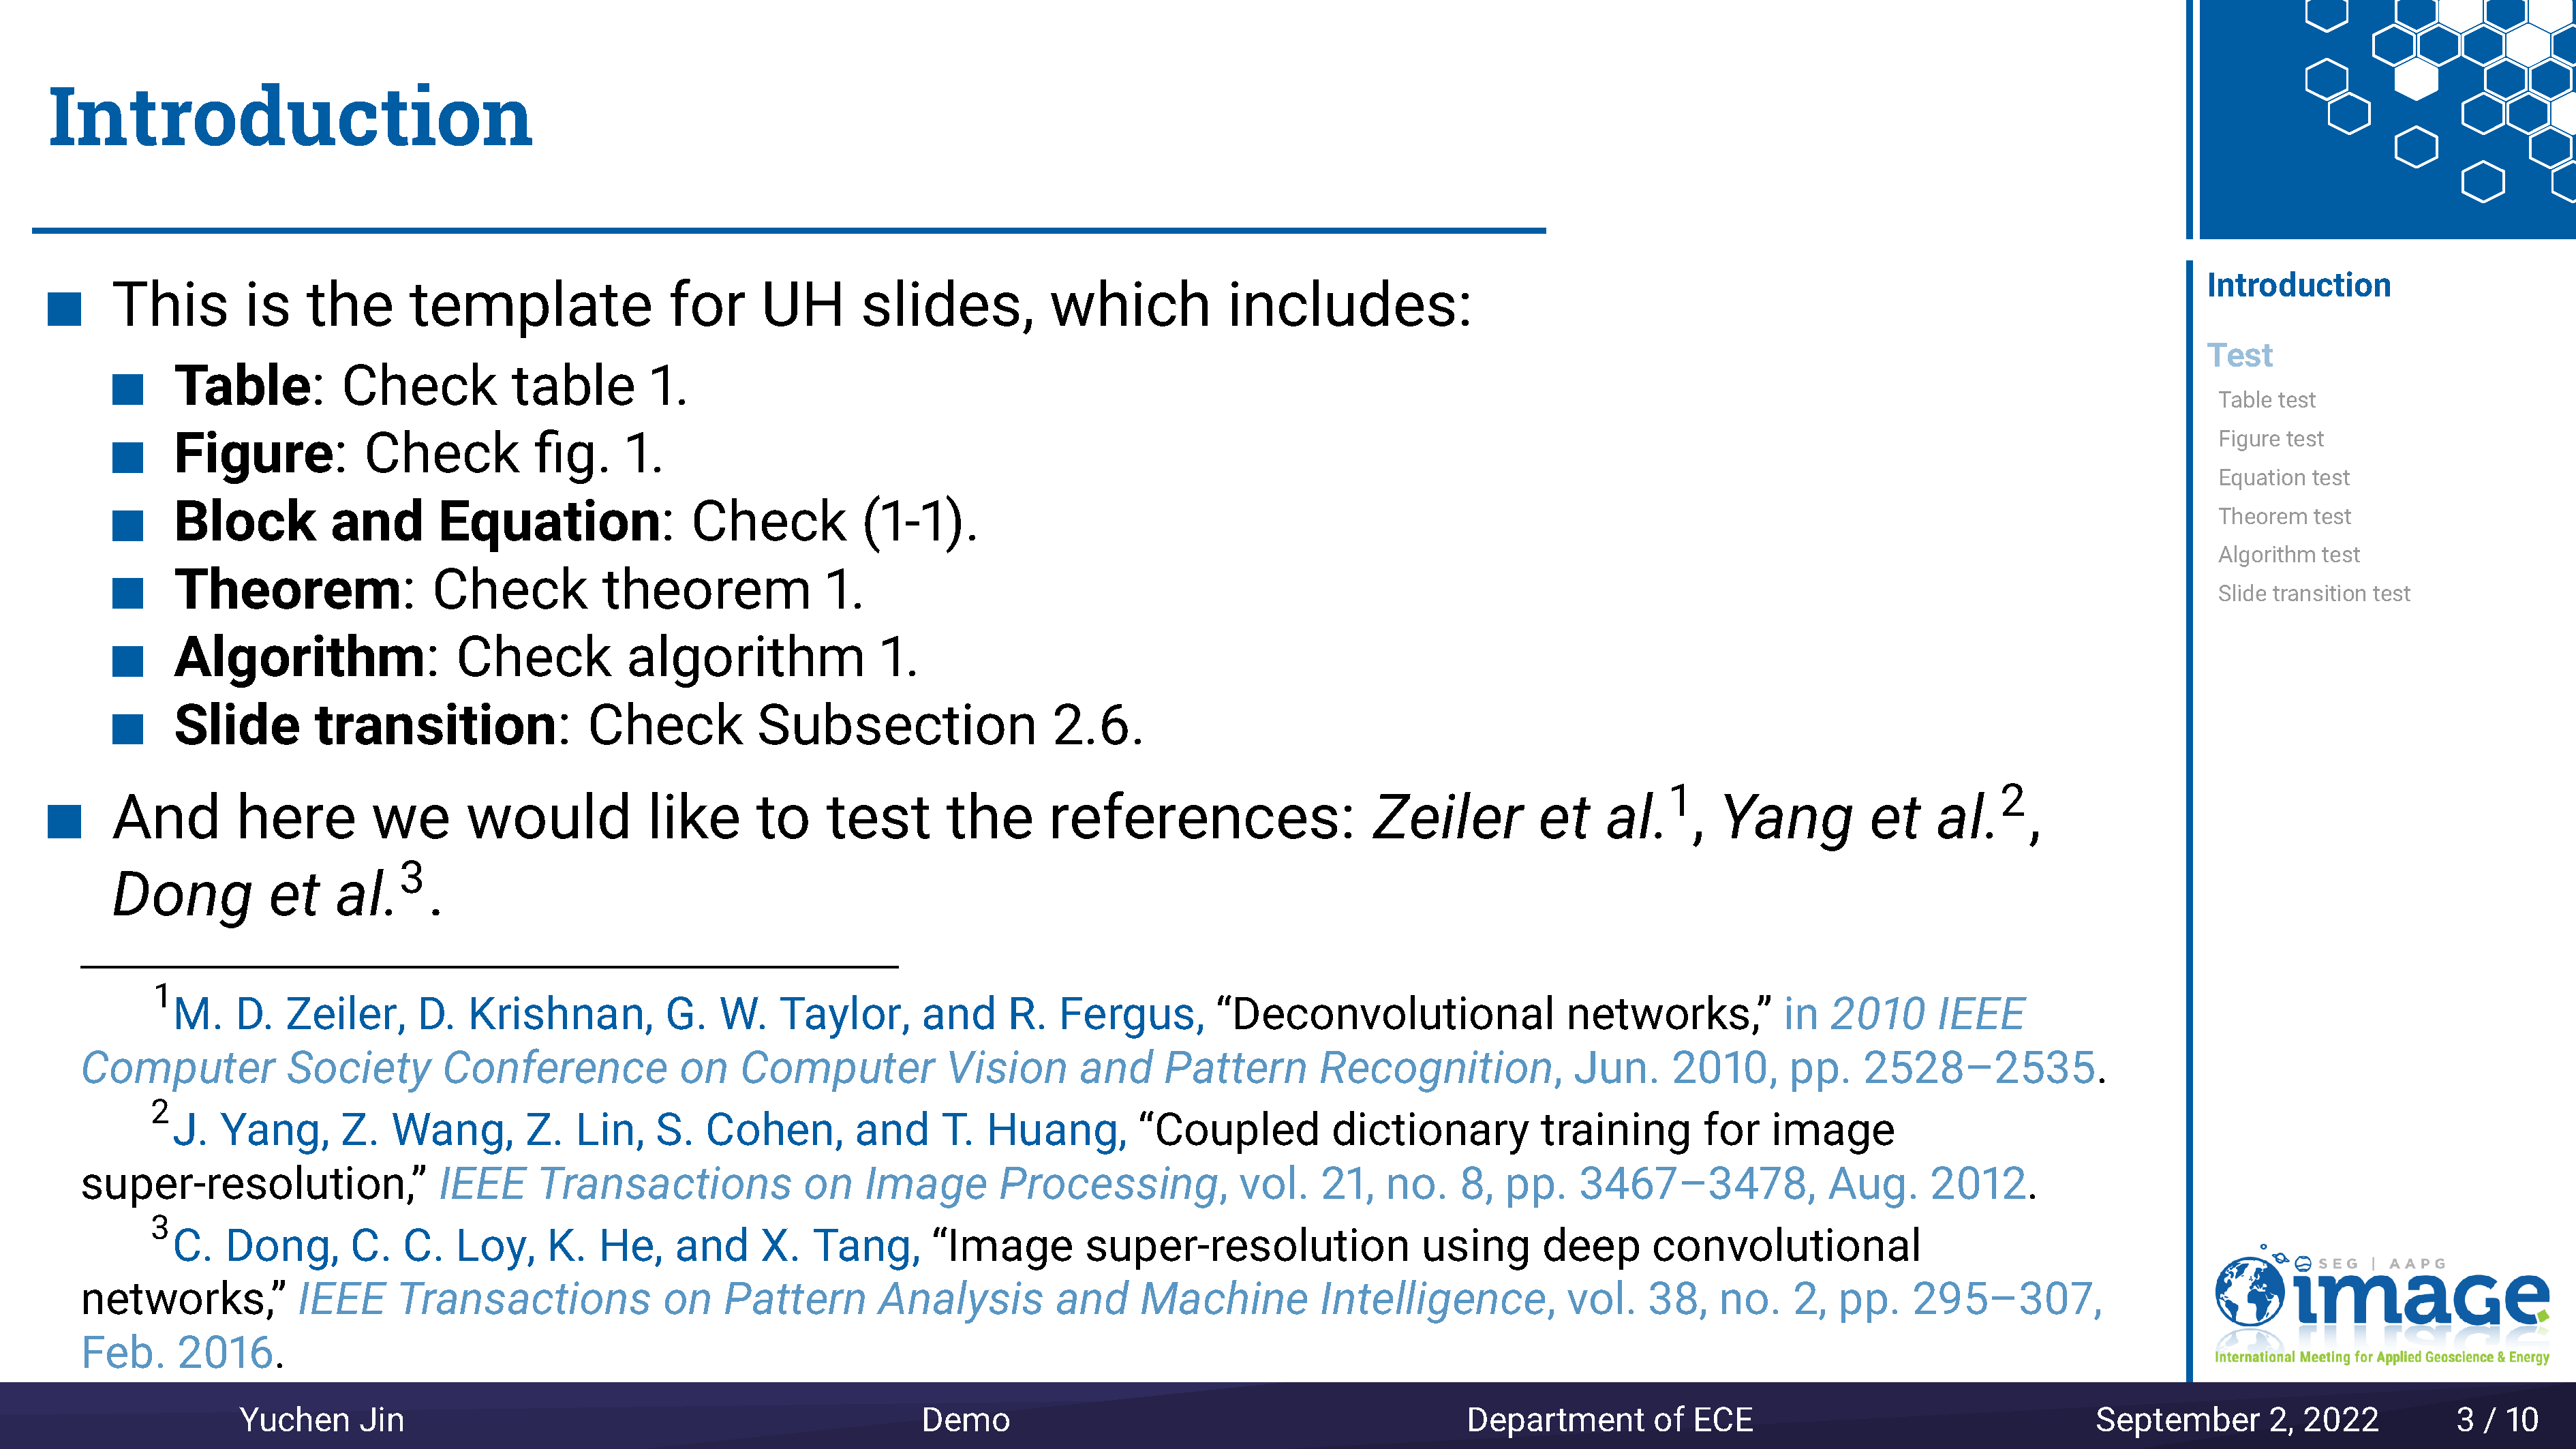 Introduction
This is the template for UH slides, which includes:
Table: Check table 1.
Figure: Check fig. 1.
Block and Equation: Check (1-1).
Theorem: Check theorem 1.
Algorithm: Check algorithm 1.
Slide transition: Check Subsection 2.6.
And here we would like to test the references: Zeiler et al.¹, Yang et al.²,
Dong et al.³.
¹M. D. Zeiler, D. Krishnan, G. W. Taylor, and R. Fergus, “Deconvolutional networks,” in 2010 IEEE
Computer Society Conference on Computer Vision and Pattern Recognition, Jun. 2010, pp. 2528–2535.
²J. Yang, Z. Wang, Z. Lin, S. Cohen, and T. Huang, “Coupled dictionary training for image
super-resolution,” IEEE Transactions on Image Processing, vol. 21, no. 8, pp. 3467–3478, Aug. 2012.
³C. Dong, C. C. Loy, K. He, and X. Tang, “Image super-resolution using deep convolutional
networks,” IEEE Transactions on Pattern Analysis and Machine Intelligence, vol. 38, no. 2, pp. 295–307,
Feb. 2016.
Introduction
Test
Table test
Figure test
Equation test
Theorem test
Algorithm test
Slide transition test
SEG | AAPG
image
International Meeting for Applied Geoscience & Energy
Yuchen Jin Demo Department of ECE September 2, 2022 3 / 10